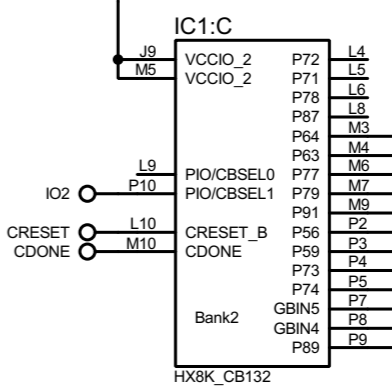 IC1:C
J9 VCCIO_2 P72 L4
M5 VCCIO_2 P71 L5
P78 L6
P87 L8
P64 M3
P63 M4
L9 PIO/CBSEL0 P77 M6
IO2 P10 PIO/CBSEL1 P79 M7
P91 M9
CRESET L10 CRESET_B P56 P2
CDONE M10 CDONE P59 P3
P73 P4
P74 P5
Bank2 GBIN5 P7
GBIN4 P8
P89 P9
HX8K_CB132